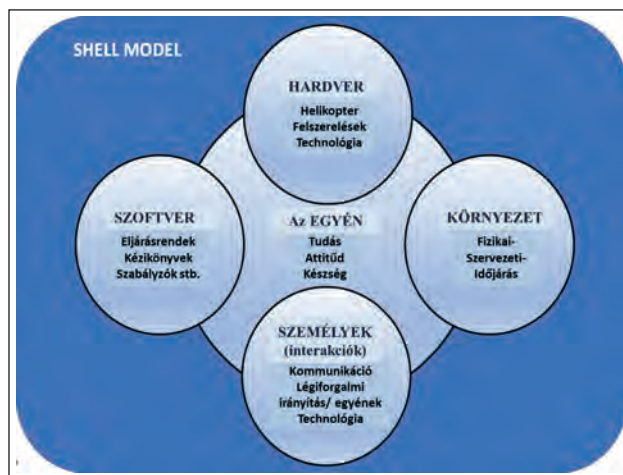 SHELL MODEL
HARDVER
Helikopter
Felszerelések
Technológia
SZOFTVER
Eljárásrendek
Kézikönyvek
Szabályzók stb.
Az EGYÉN
Tudás
Attitűd
Készség
KÖRNYEZET
Fizikai-
Szervezeti-
Időjárás
SZEMÉLYEK
(interakciók)
Kommunikáció
Légiforgalmi
irányítás/ egyének
Technológia